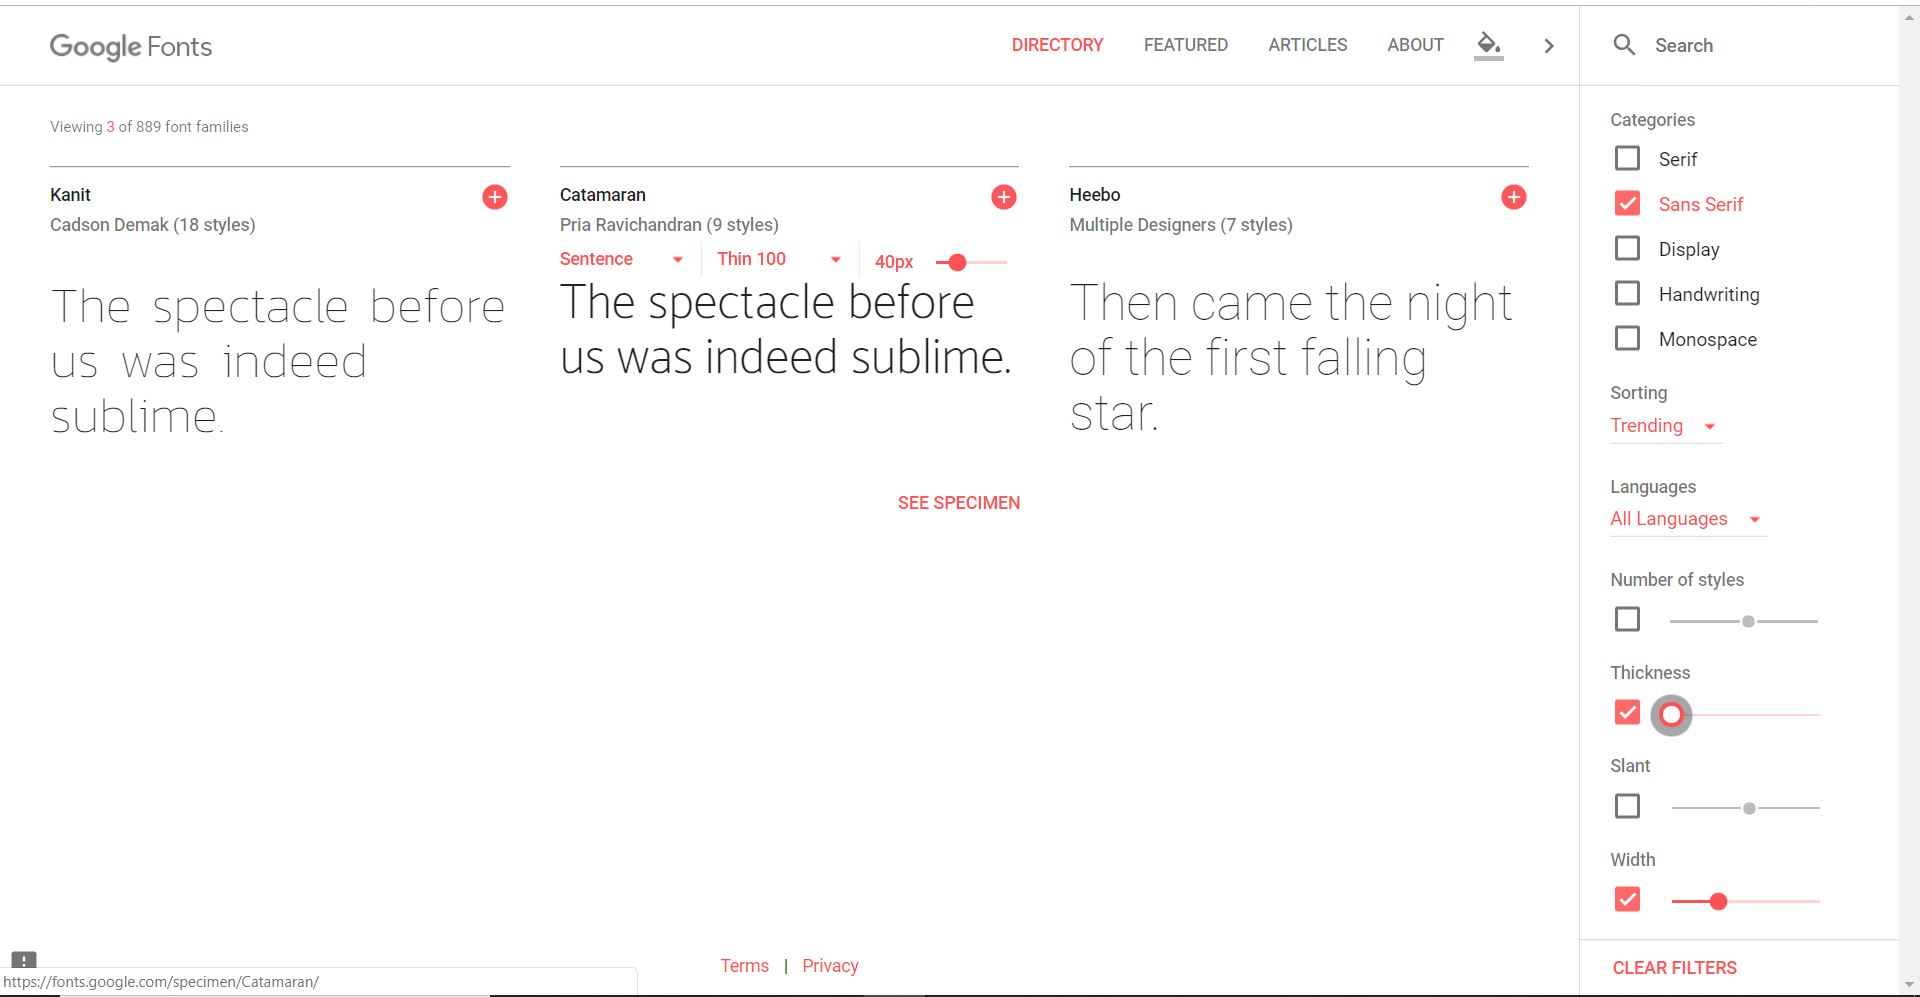 Google Fonts
DIRECTORY FEATURED ARTICLES ABOUT
Search
Viewing 3 of 889 font families
Kanit
Cadson Demak (18 styles)
The spectacle before
us was indeed
sublime.
Catamaran
Pria Ravichandran (9 styles)
Sentence Thin 100 40px
The spectacle before
us was indeed sublime.
SEE SPECIMEN
Heebo
Multiple Designers (7 styles)
Then came the night
of the first falling
star.
Categories
Serif
Sans Serif
Display
Handwriting
Monospace
Sorting
Trending
Languages
All Languages
Number of styles
Thickness
Slant
Width
CLEAR FILTERS
Terms | Privacy
https://fonts.google.com/specimen/Catamaran/